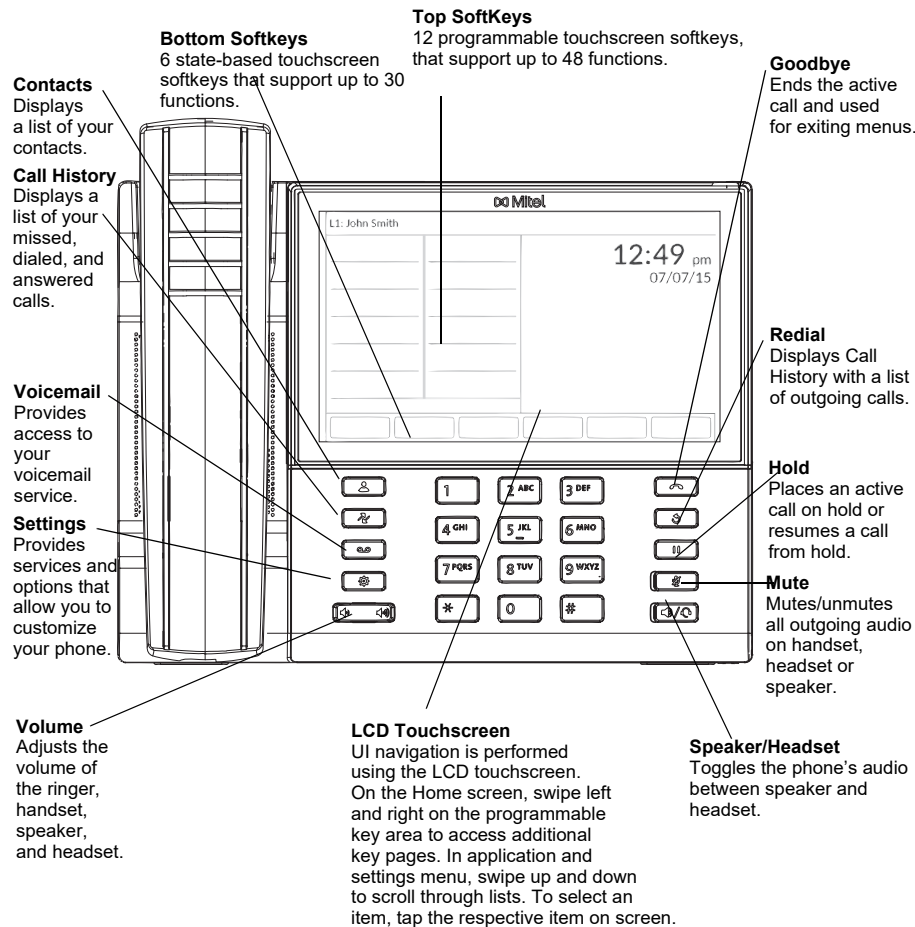 Top SoftKeys
12 programmable touchscreen softkeys,
that support up to 48 functions.
Bottom Softkeys
6 state-based touchscreen
softkeys that support up to 30
functions.
Goodbye
Ends the active
call and used
for exiting menus.
Contacts
Displays
a list of your
contacts.
Call History
Displays a
list of your
missed,
dialed, and
answered
calls.
Mitel
L1: John Smith
12:49 pm
07/07/15
Redial
Displays Call
History with a list
of outgoing calls.
Voicemail
Provides
access to
your
voicemail
service.
Hold
Places an active
call on hold or
resumes a call
from hold.
Settings
Provides
services and
options that
allow you to
customize
your phone.
1 2 ABC 3 DEF
4 GHI 5 JKL 6 MNO
7 PQRS 8 TUV 9 WXYZ
* 0 #
Mute
Mutes/unmutes
all outgoing audio
on handset,
headset or
speaker.
Volume
Adjusts the
volume of
the ringer,
handset,
speaker,
and headset.
LCD Touchscreen
UI navigation is performed
using the LCD touchscreen.
On the Home screen, swipe left
and right on the programmable
key area to access additional
key pages. In application and
settings menu, swipe up and down
to scroll through lists. To select an
item, tap the respective item on screen.
Speaker/Headset
Toggles the phone's audio
between speaker and
headset.